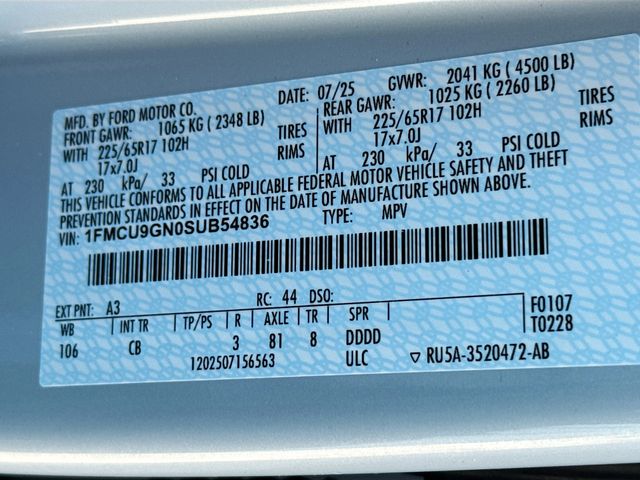 MFD. BY FORD MOTOR CO. DATE: 07/25 GVWR: 2041 KG ( 4500 LB)
FRONT GAWR: 1065 KG ( 2348 LB) REAR GAWR: 1025 KG ( 2260 LB)
WITH 225/65R17 102H TIRES WITH 225/65R17 102H TIRES
17x7.0J RIMS 17x7.0J RIMS
AT 230 kPa/ 33 PSI COLD AT 230 kPa/ 33 PSI COLD
THIS VEHICLE CONFORMS TO ALL APPLICABLE FEDERAL MOTOR VEHICLE SAFETY AND THEFT
PREVENTION STANDARDS IN EFFECT ON THE DATE OF MANUFACTURE SHOWN ABOVE.
VIN: 1FMCU9GN0SUB54836 TYPE: MPV
EXT PNT: A3 RC: 44 DSO: F0107
WB INT TR TP/PS R AXLE TR SPR T0228
106 CB 3 81 8 DDDD
1202507156563 ULC ▽ RU5A-3520472-AB